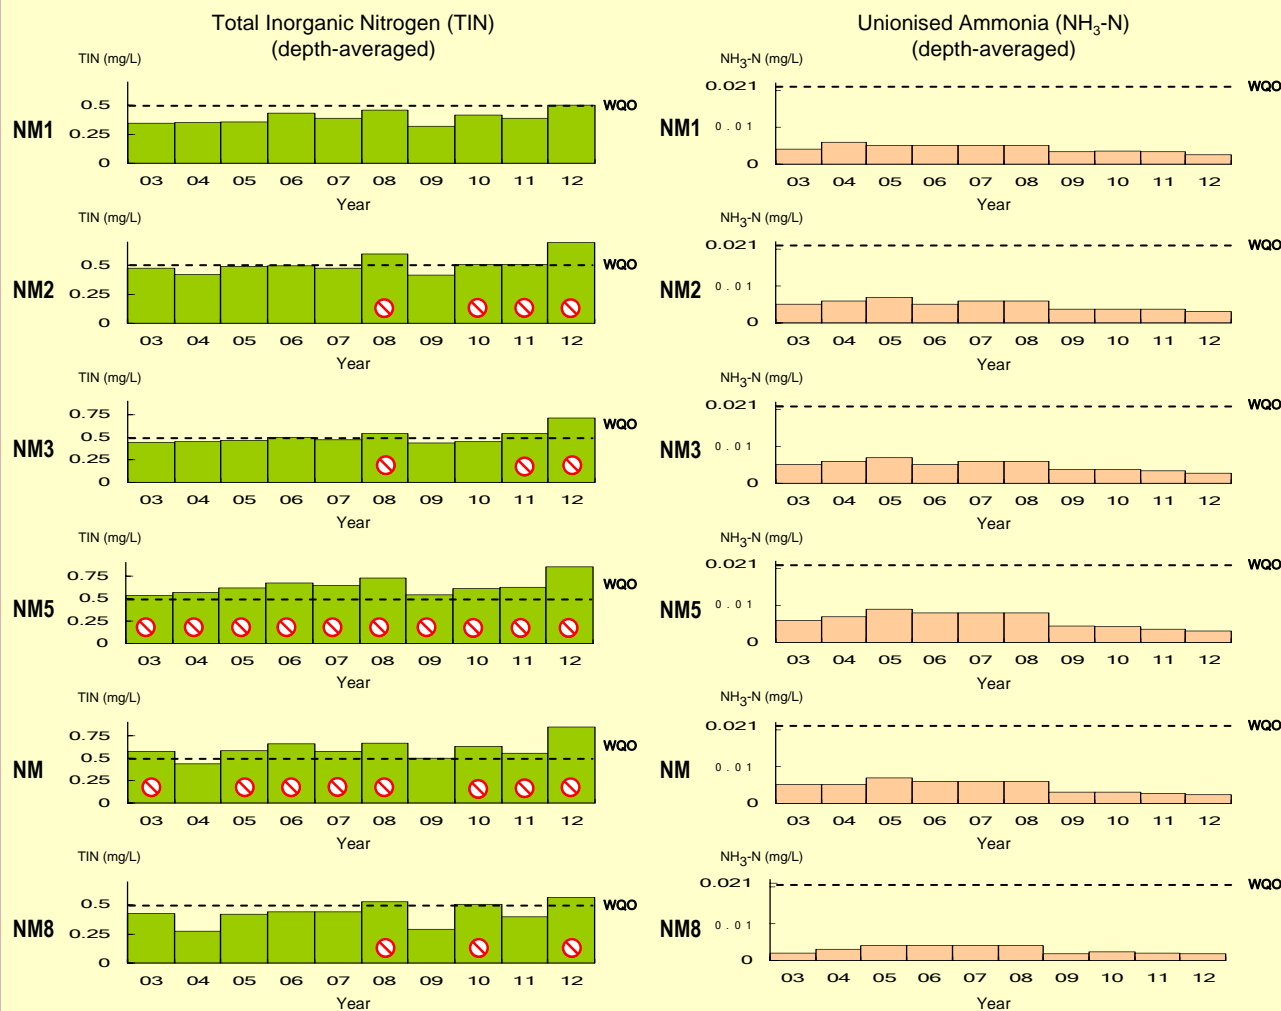 Total Inorganic Nitrogen (TIN)
(depth-averaged)
TIN (mg/L)
NM1
0.5
0.25
0
WQO
03 04 05 06 07 08 09 10 11 12
Year
TIN (mg/L)
NM2
0.5
0.25
0
WQO
03 04 05 06 07 08 09 10 11 12
Year
TIN (mg/L)
NM3
0.75
0.5
0.25
0
WQO
03 04 05 06 07 08 09 10 11 12
Year
TIN (mg/L)
NM5
0.75
0.5
0.25
0
WQO
03 04 05 06 07 08 09 10 11 12
Year
TIN (mg/L)
NM
0.75
0.5
0.25
0
WQO
03 04 05 06 07 08 09 10 11 12
Year
TIN (mg/L)
NM8
0.5
0.25
0
WQO
03 04 05 06 07 08 09 10 11 12
Year
Unionised Ammonia (NH3-N)
(depth-averaged)
NH3-N (mg/L)
NM1
0.021
0.01
0
WQO
03 04 05 06 07 08 09 10 11 12
Year
NH3-N (mg/L)
NM2
0.021
0.01
0
WQO
03 04 05 06 07 08 09 10 11 12
Year
NH3-N (mg/L)
NM3
0.021
0.01
0
WQO
03 04 05 06 07 08 09 10 11 12
Year
NH3-N (mg/L)
NM5
0.021
0.01
0
WQO
03 04 05 06 07 08 09 10 11 12
Year
NH3-N (mg/L)
NM
0.021
0.01
0
WQO
03 04 05 06 07 08 09 10 11 12
Year
NH3-N (mg/L)
NM8
0.021
0.01
0
WQO
03 04 05 06 07 08 09 10 11 12
Year